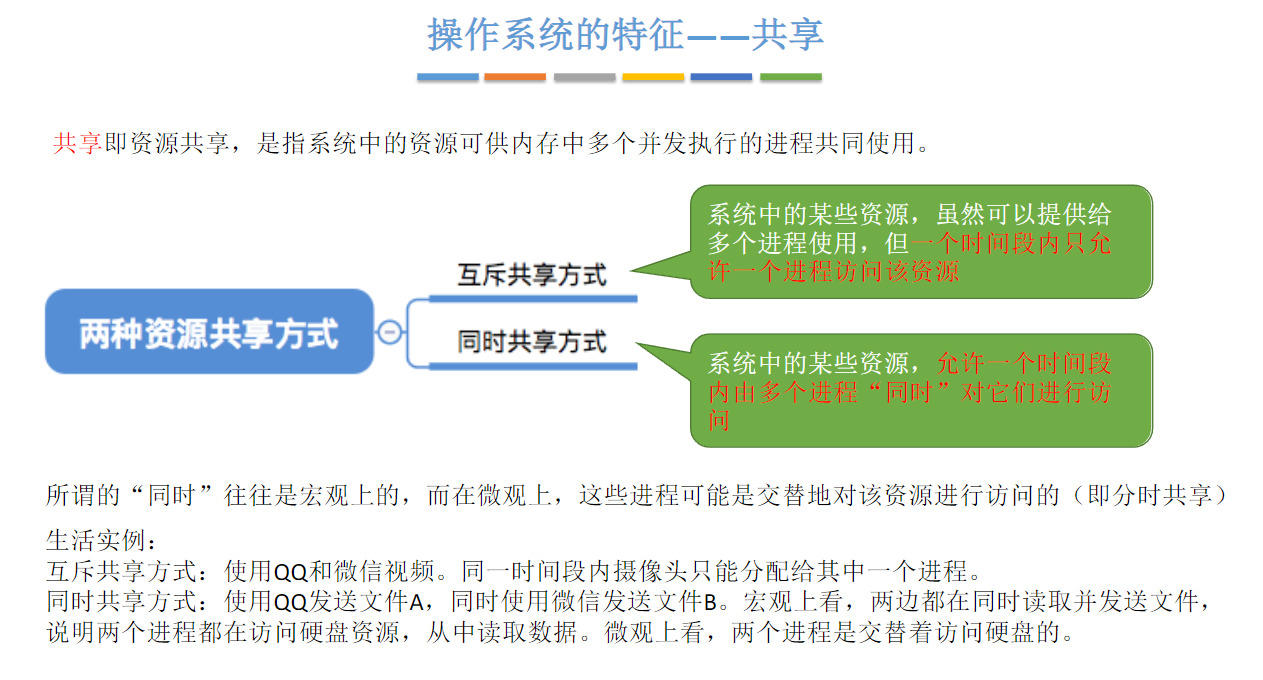 操作系统的特征——共享
共享即资源共享，是指系统中的资源可供内存中多个并发执行的进程共同使用。
两种资源共享方式
互斥共享方式
系统中的某些资源，虽然可以提供给
多个进程使用，但一个时间段内只允
许一个进程访问该资源
同时共享方式
系统中的某些资源，允许一个时间段
内由多个进程“同时”对它们进行访
问
所谓的“同时”往往是宏观上的，而在微观上，这些进程可能是交替地对该资源进行访问的（即分时共享）
生活实例：
互斥共享方式：使用QQ和微信视频。同一时间段内摄像头只能分配给其中一个进程。
同时共享方式：使用QQ发送文件A，同时使用微信发送文件B。宏观上看，两边都在同时读取并发送文件，
说明两个进程都在访问硬盘资源，从中读取数据。微观上看，两个进程是交替着访问硬盘的。